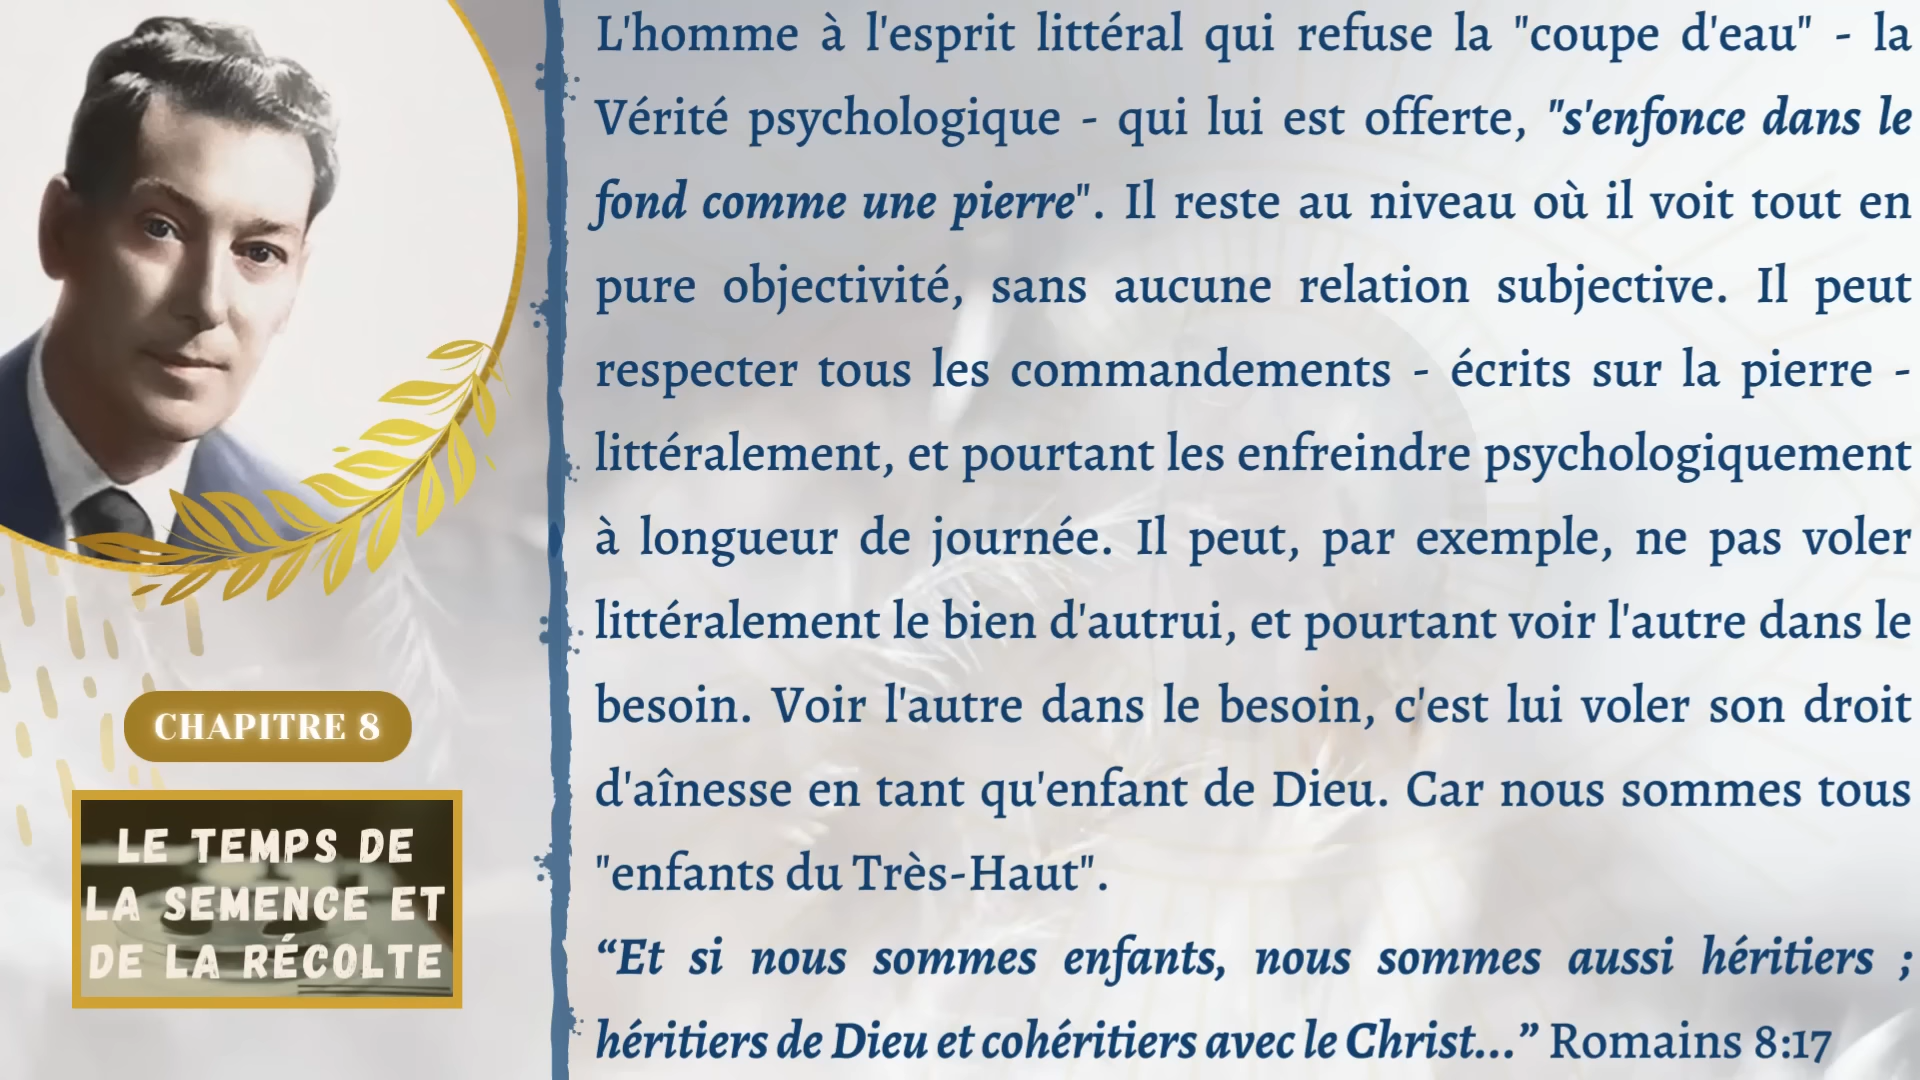 CHAPITRE 8
LE TEMPS DE
LA SEMENCE ET
DE LA RÉCOLTE
L'homme à l'esprit littéral qui refuse la "coupe d'eau" - la
Vérité psychologique - qui lui est offerte, "s'enfonce dans le
fond comme une pierre". Il reste au niveau où il voit tout en
pure objectivité, sans aucune relation subjective. Il peut
respecter tous les commandements - écrits sur la pierre -
littéralement, et pourtant les enfreindre psychologiquement
à longueur de journée. Il peut, par exemple, ne pas voler
littéralement le bien d'autrui, et pourtant voir l'autre dans le
besoin. Voir l'autre dans le besoin, c'est lui voler son droit
d'aînesse en tant qu'enfant de Dieu. Car nous sommes tous
"enfants du Très-Haut".
“Et si nous sommes enfants, nous sommes aussi héritiers ;
héritiers de Dieu et cohéritiers avec le Christ...” Romains 8:17